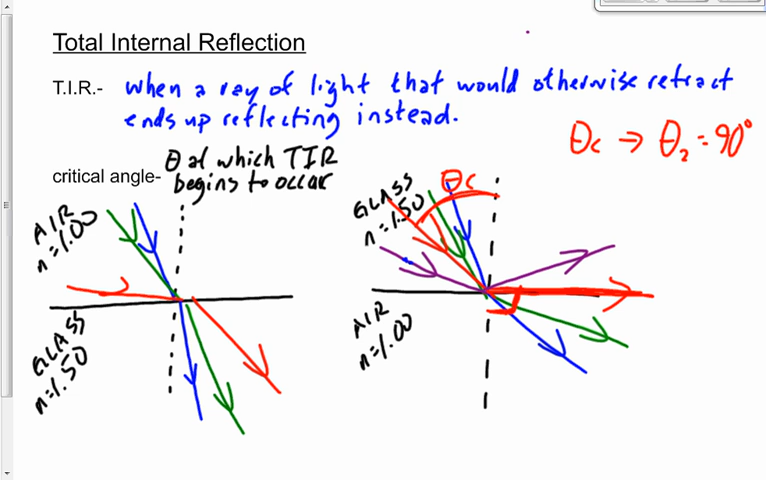 Total Internal Reflection
T.I.R.- when a ray of light that would otherwise refract
ends up reflecting instead.
θc → θ2 = 90°
critical angle- θ at which TIR
begins to occur
AIR
n=1.00
GLASS
n=1.50
GLASS
n=1.50
θc
AIR
n=1.00